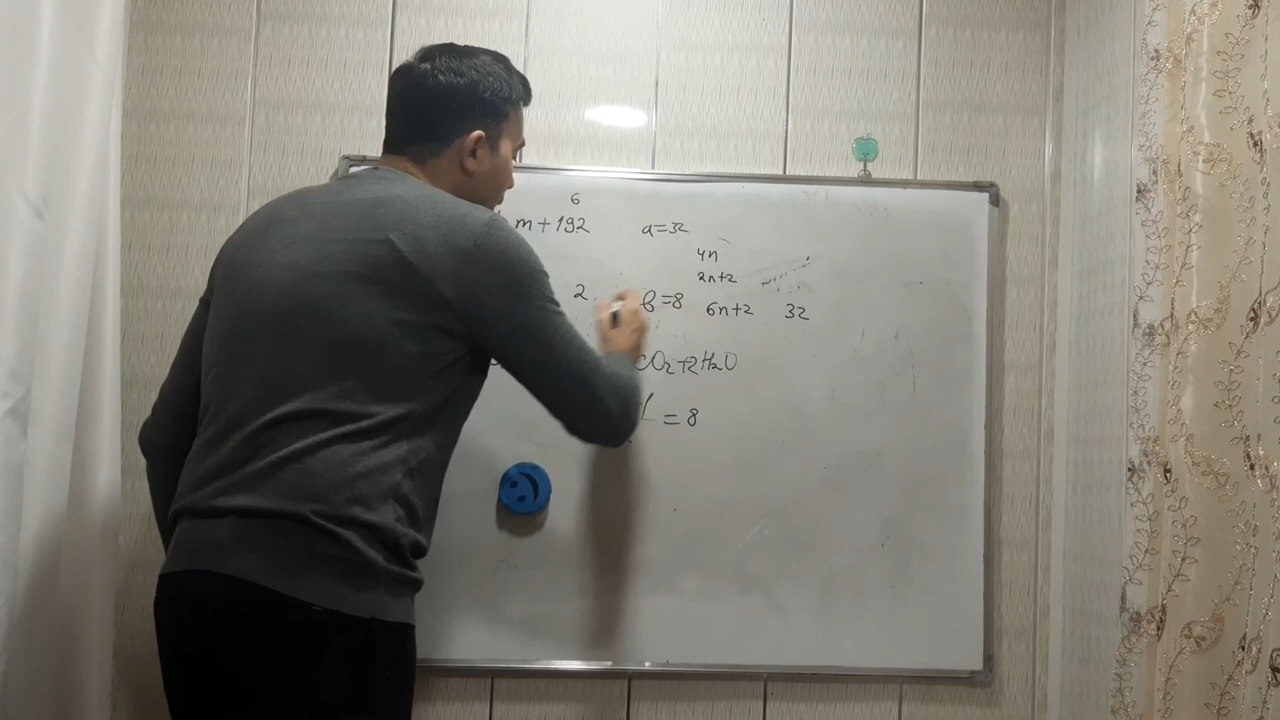 6
m+192 a=32
4n
2n+2
2 b=8 6n+2 32
CO₂+2H₂O
=8